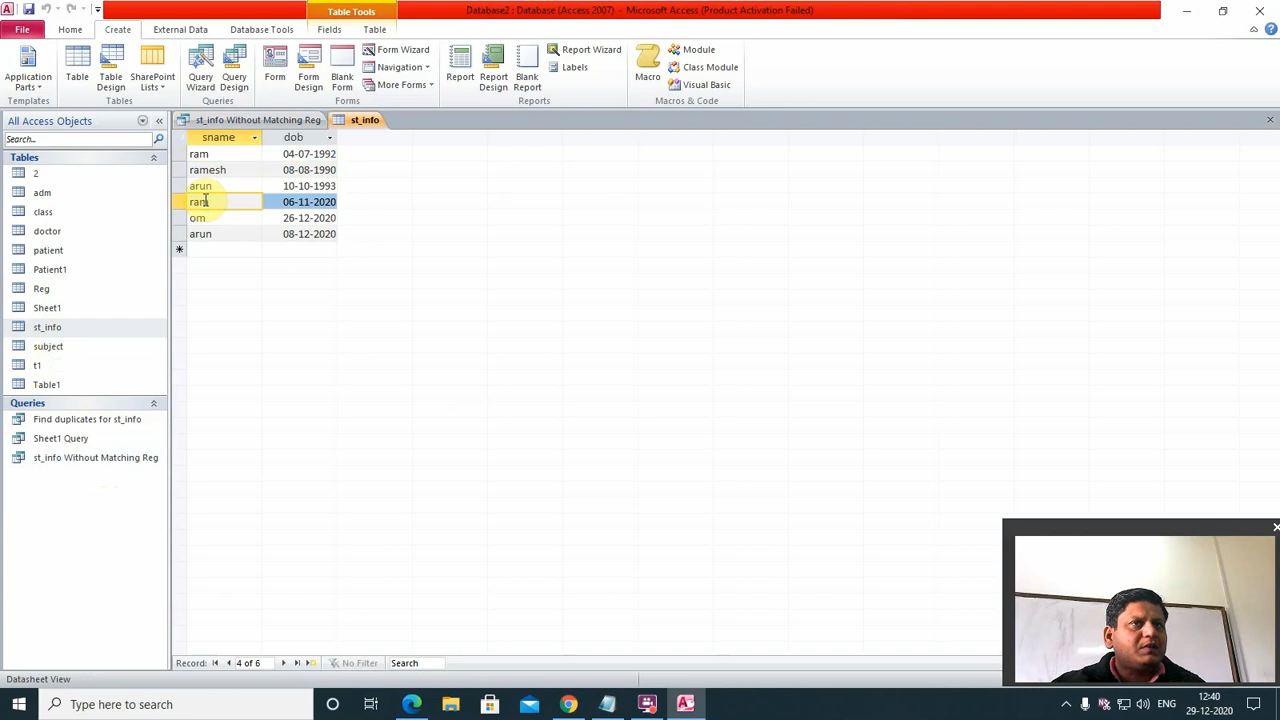 Table Tools
Database2 : Database (Access 2007) - Microsoft Access (Product Activation Failed)
File Home Create External Data Database Tools Fields Table
Application Parts
Table
Table Design
SharePoint Lists
Query Wizard
Query Design
Form
Form Design
Blank Form
Form Wizard
Navigation
More Forms
Report
Report Design
Blank Report
Report Wizard
Labels
Macro
Module
Class Module
Visual Basic
Templates Tables Queries Forms Reports Macros & Code
All Access Objects
Search...
Tables
2
adm
class
doctor
patient
Patient1
Reg
Sheet1
st_info
subject
t1
Table1
Queries
Find duplicates for st_info
Sheet1 Query
st_info Without Matching Reg
st_info Without Matching Reg st_info
sname dob
ram 04-07-1992
ramesh 08-08-1990
arun 10-10-1993
ram 06-11-2020
om 26-12-2020
arun 08-12-2020
Record: 4 of 6 No Filter Search
Datasheet View
Type here to search
ENG
12:40
29-12-2020